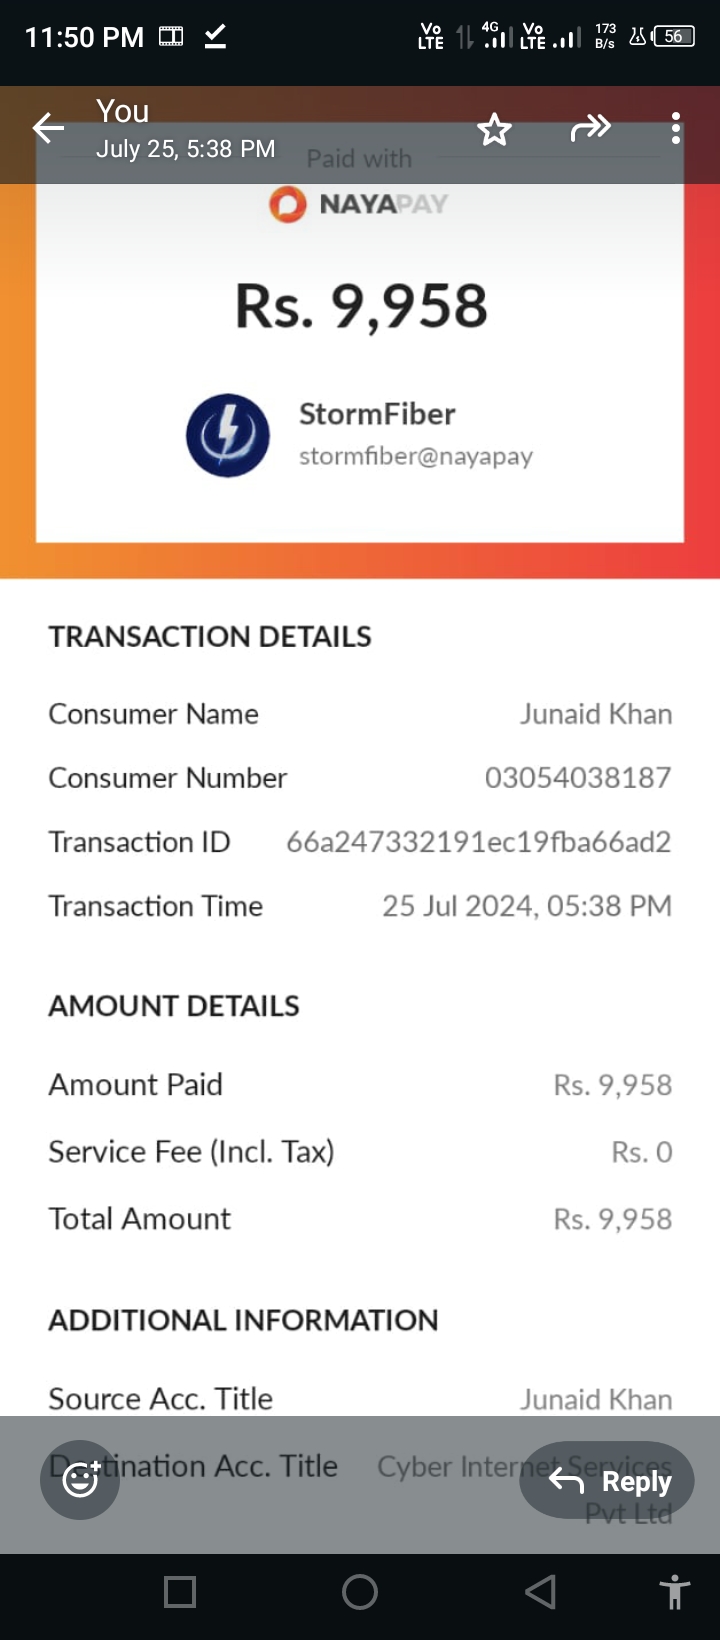 11:50 PM
Vo LTE 4G Vo LTE 173 B/s 56
You
July 25, 5:38 PM
Paid with
NAYAPAY
Rs. 9,958
StormFiber
stormfiber@nayapay
TRANSACTION DETAILS
Consumer Name Junaid Khan
Consumer Number 03054038187
Transaction ID 66a247332191ec19fba66ad2
Transaction Time 25 Jul 2024, 05:38 PM
AMOUNT DETAILS
Amount Paid Rs. 9,958
Service Fee (Incl. Tax) Rs. 0
Total Amount Rs. 9,958
ADDITIONAL INFORMATION
Source Acc. Title Junaid Khan
Destination Acc. Title Cyber Internet Services
Reply
Pvt Ltd